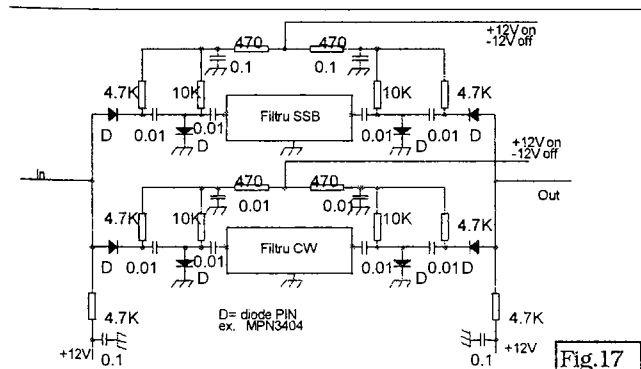 +12V on
-12V off
470
470
0.1
0.1
4.7K
10K
10K
4.7K
Filtru SSB
D
0.01
D
0.01
0.01
D
0.01
D
+12V on
-12V off
In
Out
470
470
0.01
0.01
4.7K
10K
10K
4.7K
Filtru CW
D
0.01
D
0.01
0.01
D
0.01
D
4.7K
D= diode PIN
ex. MPN3404
4.7K
+12V
0.1
+12V
0.1
Fig.17